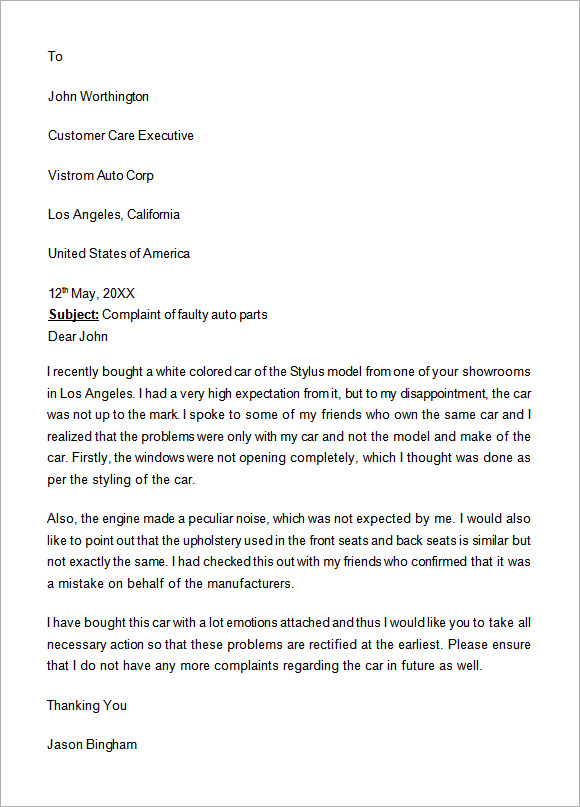 To
John Worthington
Customer Care Executive
Vistrom Auto Corp
Los Angeles, California
United States of America
12th May, 20XX
Subject: Complaint of faulty auto parts
Dear John
I recently bought a white colored car of the Stylus model from one of your showrooms
in Los Angeles. I had a very high expectation from it, but to my disappointment, the car
was not up to the mark. I spoke to some of my friends who own the same car and I
realized that the problems were only with my car and not the model and make of the
car. Firstly, the windows were not opening completely, which I thought was done as
per the styling of the car.
Also, the engine made a peculiar noise, which was not expected by me. I would also
like to point out that the upholstery used in the front seats and back seats is similar but
not exactly the same. I had checked this out with my friends who confirmed that it was
a mistake on behalf of the manufacturers.
I have bought this car with a lot emotions attached and thus I would like you to take all
necessary action so that these problems are rectified at the earliest. Please ensure
that I do not have any more complaints regarding the car in future as well.
Thanking You
Jason Bingham